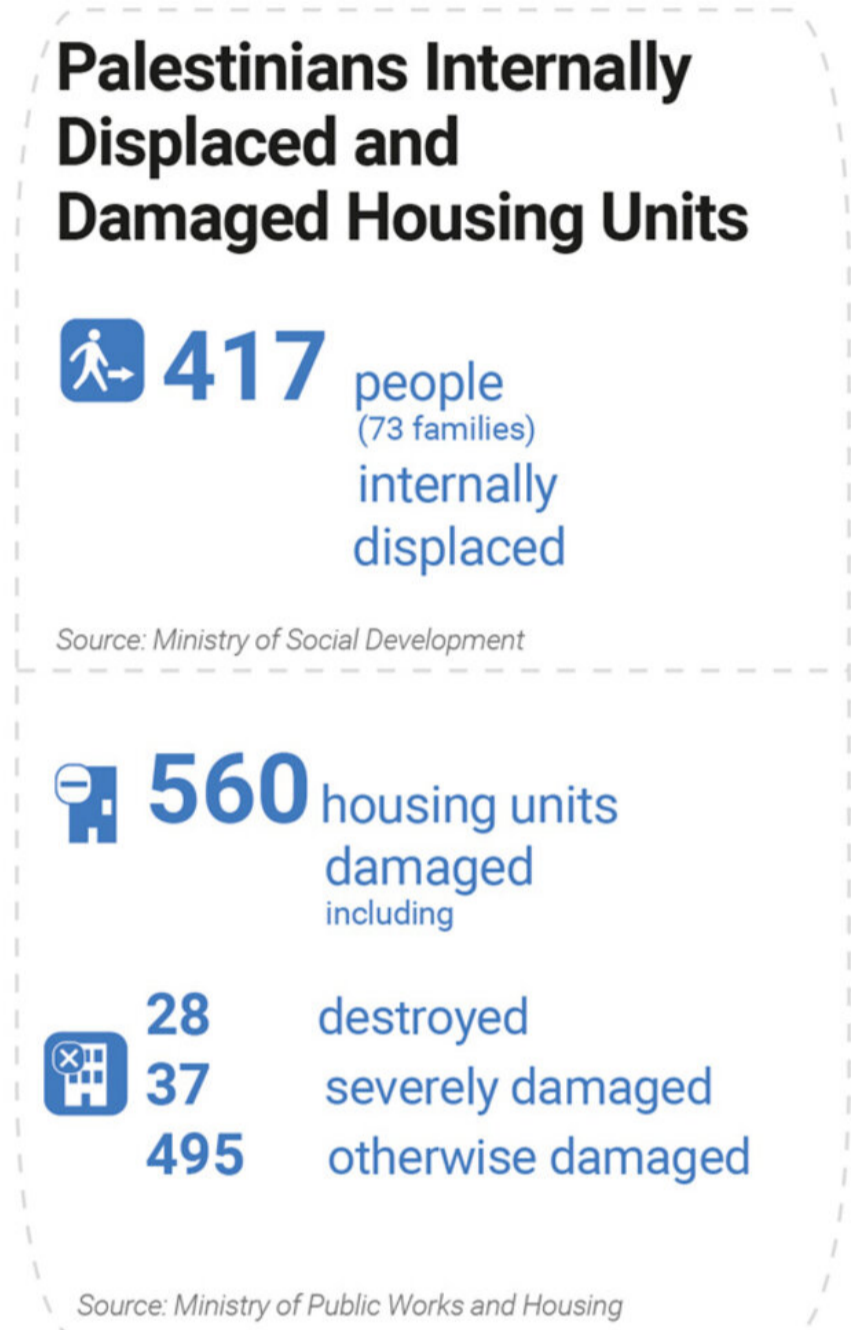 Palestinians Internally
Displaced and
Damaged Housing Units
417 people
(73 families)
internally
displaced
Source: Ministry of Social Development
560 housing units
damaged
including
28 destroyed
37 severely damaged
495 otherwise damaged
Source: Ministry of Public Works and Housing